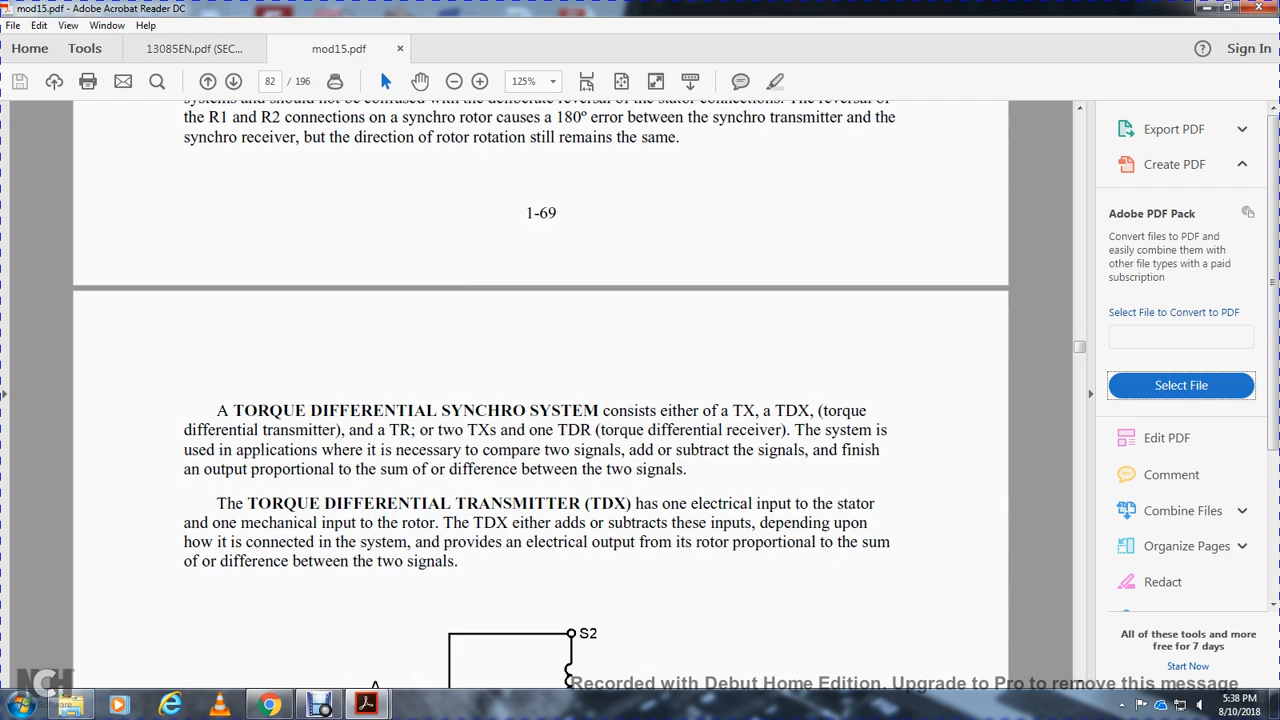 mod15.pdf - Adobe Acrobat Reader DC
File Edit View Window Help
Home Tools 13085EN.pdf (SEC... mod15.pdf × Sign In
82 / 196 125%
systems and should not be confused with the deliberate reversal of the stator connections. The reversal of
the R1 and R2 connections on a synchro rotor causes a 180º error between the synchro transmitter and the
synchro receiver, but the direction of rotor rotation still remains the same.
1-69
A TORQUE DIFFERENTIAL SYNCHRO SYSTEM consists either of a TX, a TDX, (torque
differential transmitter), and a TR; or two TXs and one TDR (torque differential receiver). The system is
used in applications where it is necessary to compare two signals, add or subtract the signals, and finish
an output proportional to the sum of or difference between the two signals.
The TORQUE DIFFERENTIAL TRANSMITTER (TDX) has one electrical input to the stator
and one mechanical input to the rotor. The TDX either adds or subtracts these inputs, depending upon
how it is connected in the system, and provides an electrical output from its rotor proportional to the sum
of or difference between the two signals.
S2
Export PDF
Create PDF
Adobe PDF Pack
Convert files to PDF and
easily combine them with
other file types with a paid
subscription
Select File to Convert to PDF
Select File
Edit PDF
Comment
Combine Files
Organize Pages
Redact
All of these tools and more
free for 7 days
Start Now
NCH
Software
Recorded with Debut Home Edition, Upgrade to Pro to remove this message
5:38 PM
8/10/2018